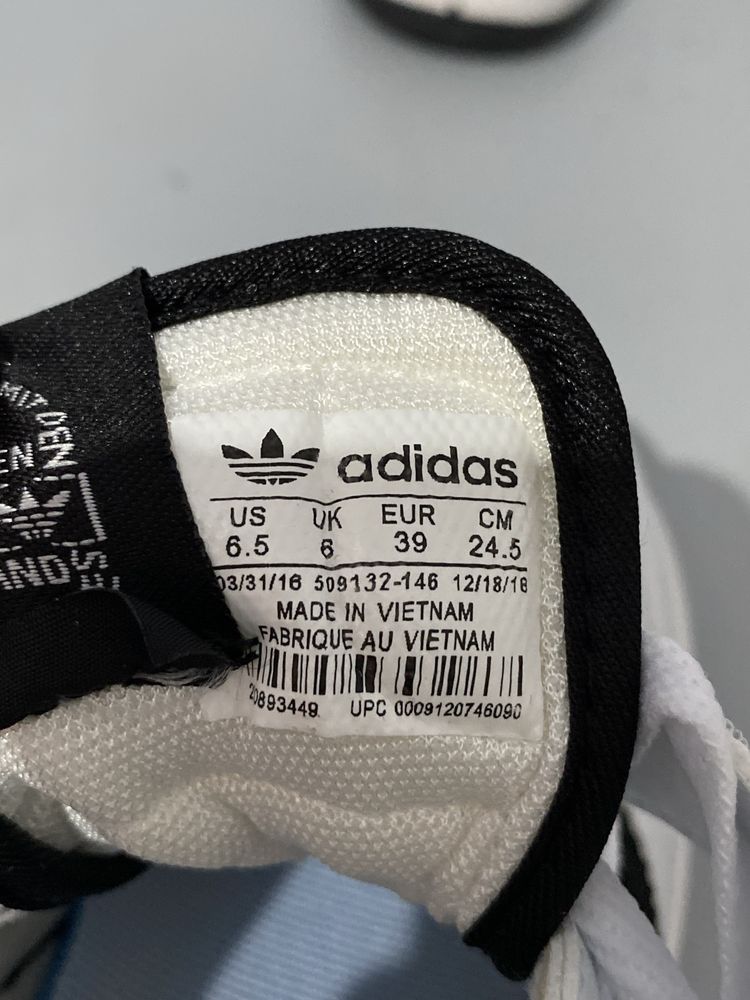 adidas
US UK EUR CM
6.5 6 39 24.5
03/31/16 509132-146 12/18/18
MADE IN VIETNAM
FABRIQUE AU VIETNAM
20893449 UPC 0009120746090